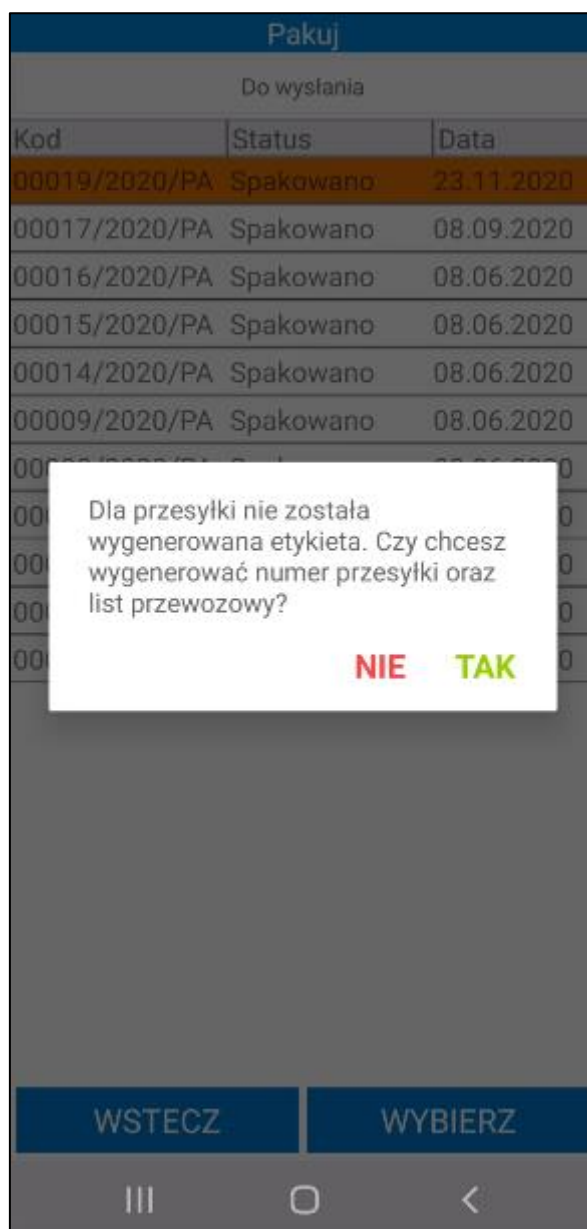 Pakuj
Do wysłania
Kod Status Data
00019/2020/PA Spakowano 23.11.2020
00017/2020/PA Spakowano 08.09.2020
00016/2020/PA Spakowano 08.06.2020
00015/2020/PA Spakowano 08.06.2020
00014/2020/PA Spakowano 08.06.2020
00009/2020/PA Spakowano 08.06.2020
Dla przesyłki nie została
wygenerowana etykieta. Czy chcesz
wygenerować numer przesyłki oraz
list przewozowy?
NIE TAK
WSTECZ WYBIERZ